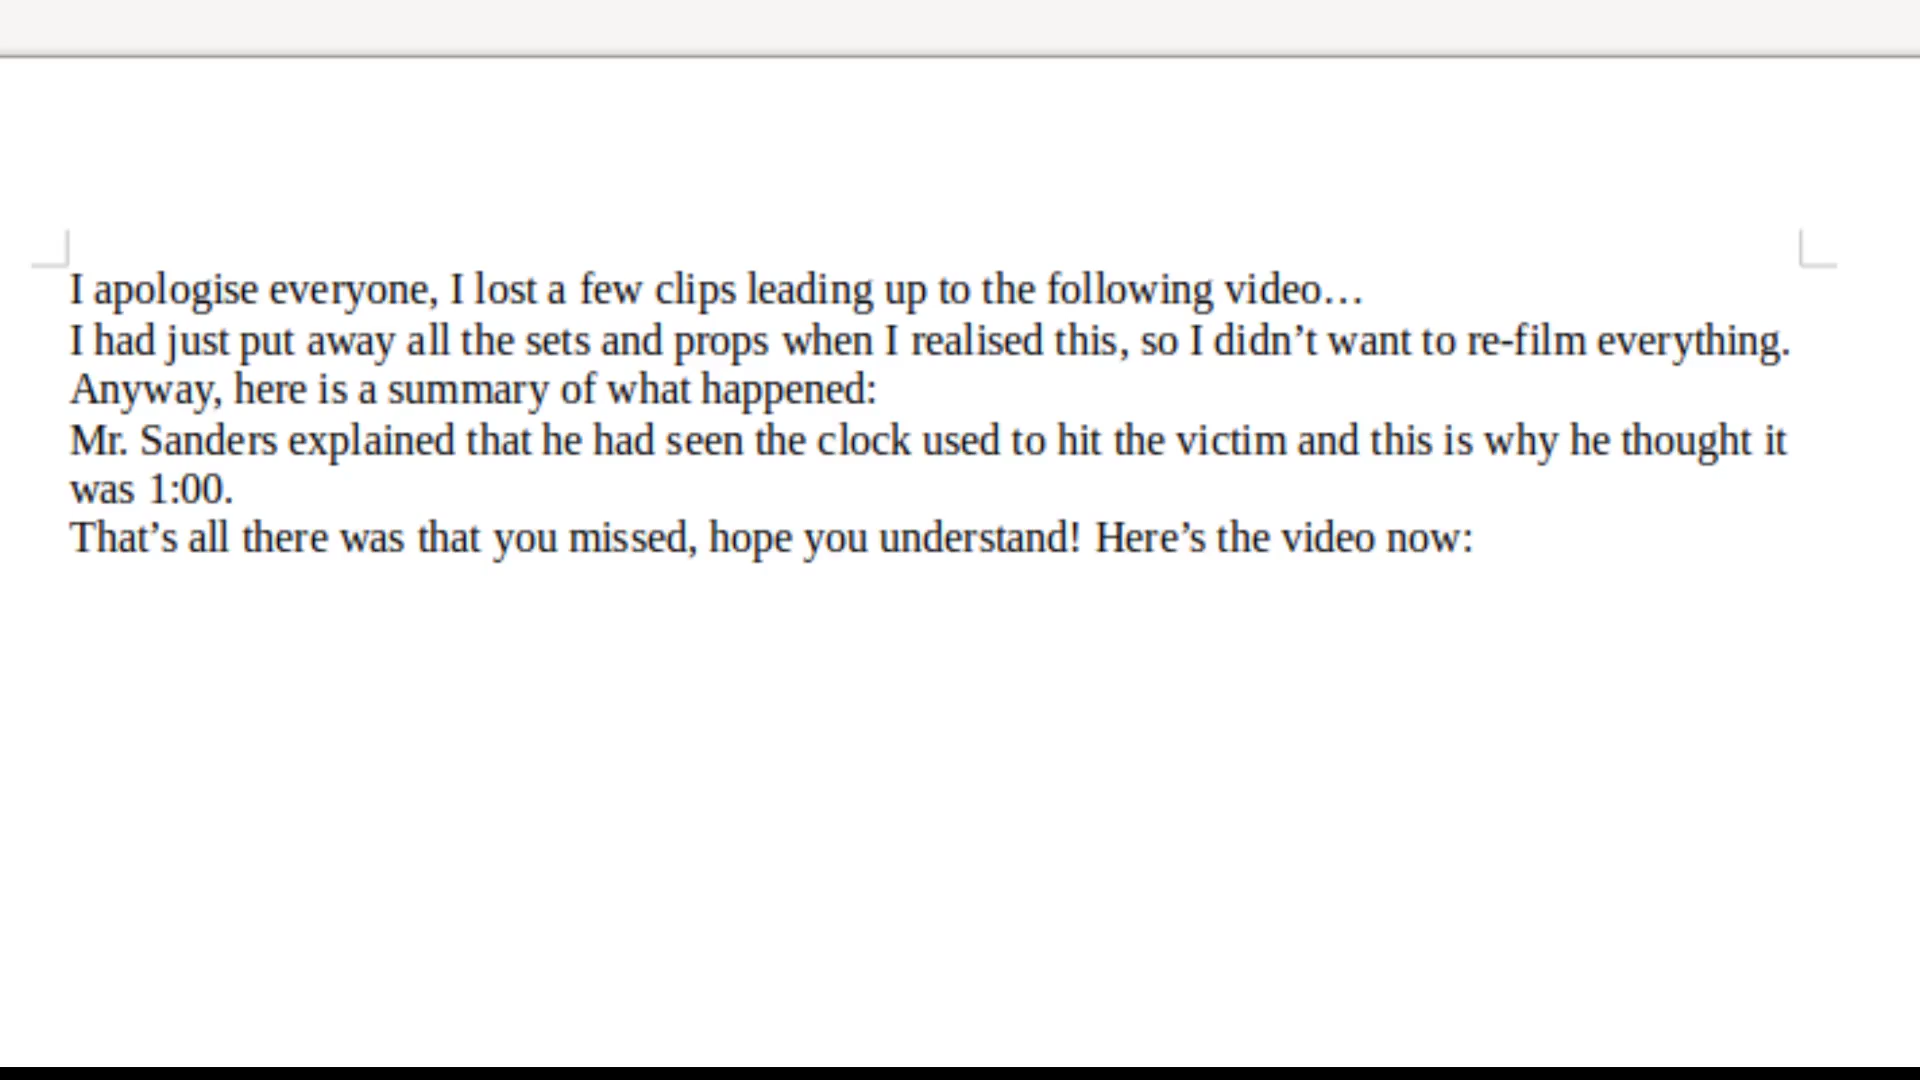 I apologise everyone, I lost a few clips leading up to the following video…
I had just put away all the sets and props when I realised this, so I didn’t want to re-film everything.
Anyway, here is a summary of what happened:
Mr. Sanders explained that he had seen the clock used to hit the victim and this is why he thought it
was 1:00.
That’s all there was that you missed, hope you understand! Here’s the video now: